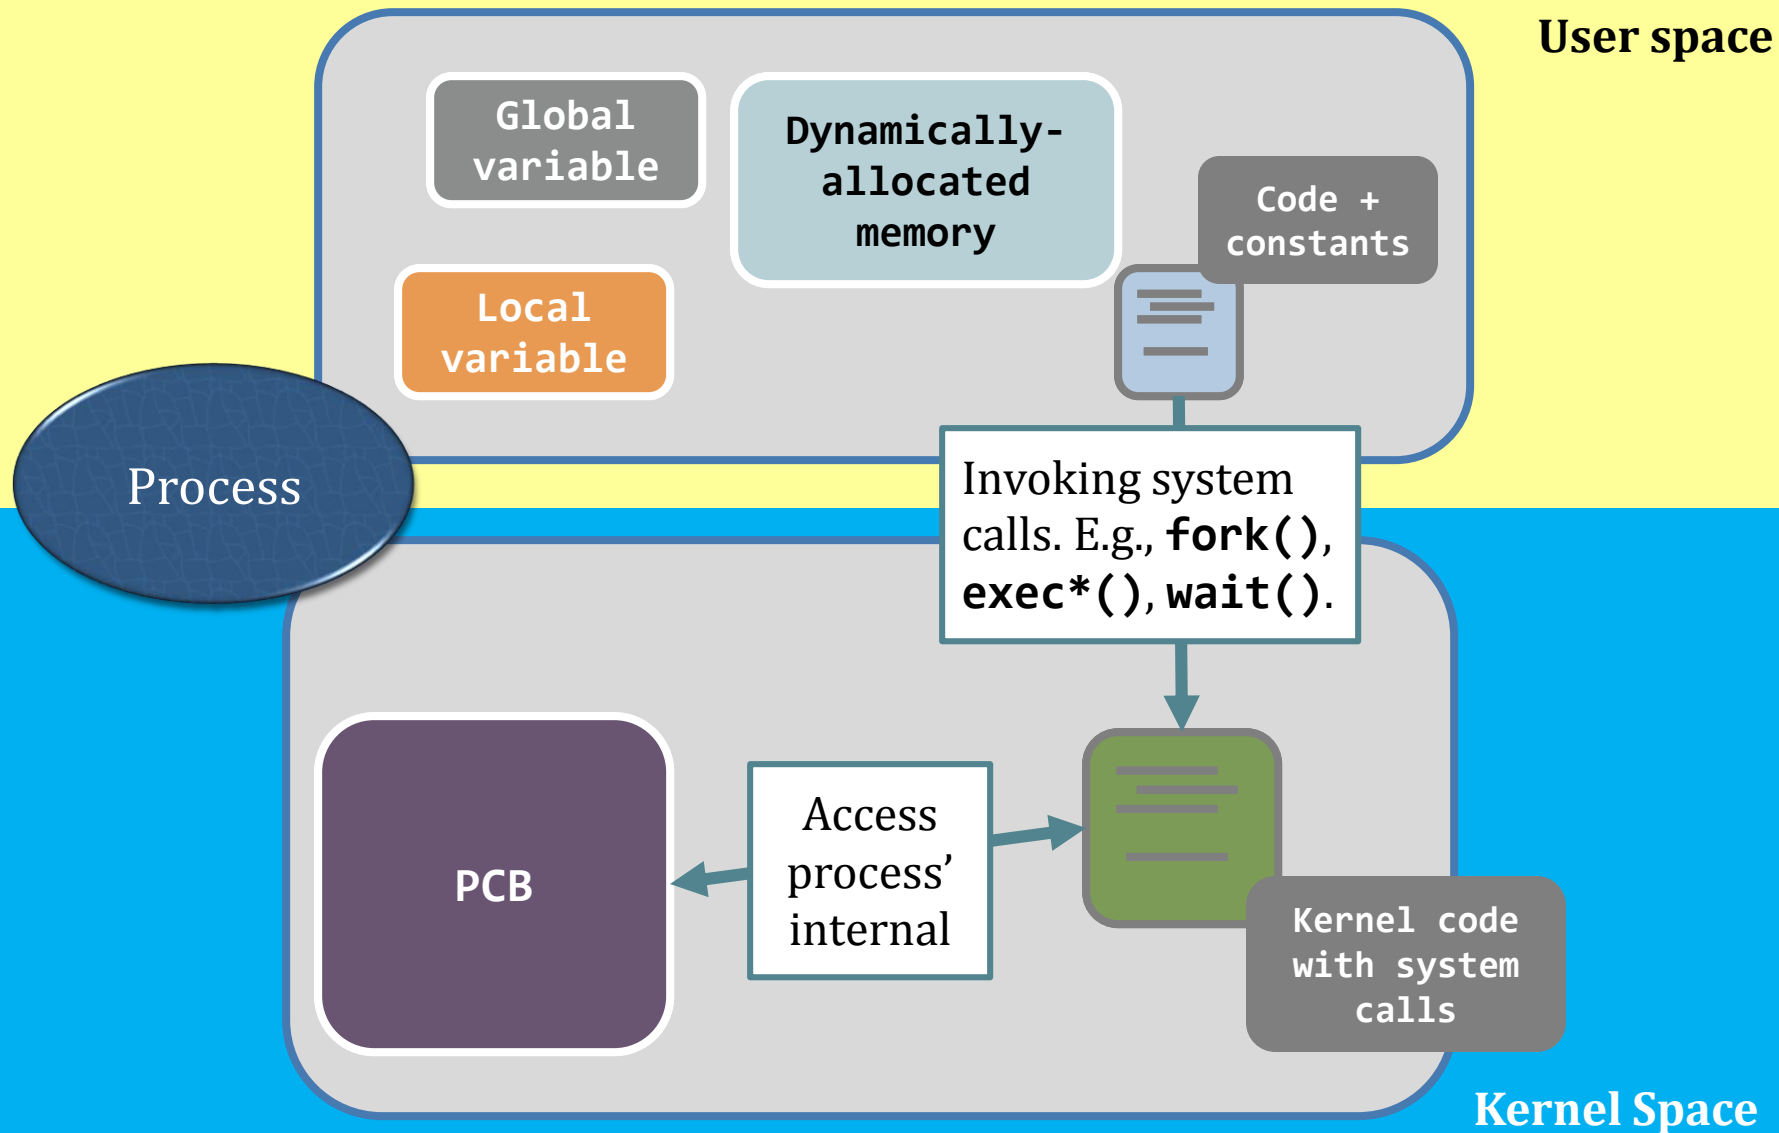 User space
Global
variable
Dynamically-
allocated
memory
Code +
constants
Local
variable
Process
Invoking system
calls. E.g., fork(),
exec*(), wait().
PCB
Access
process’
internal
Kernel code
with system
calls
Kernel Space